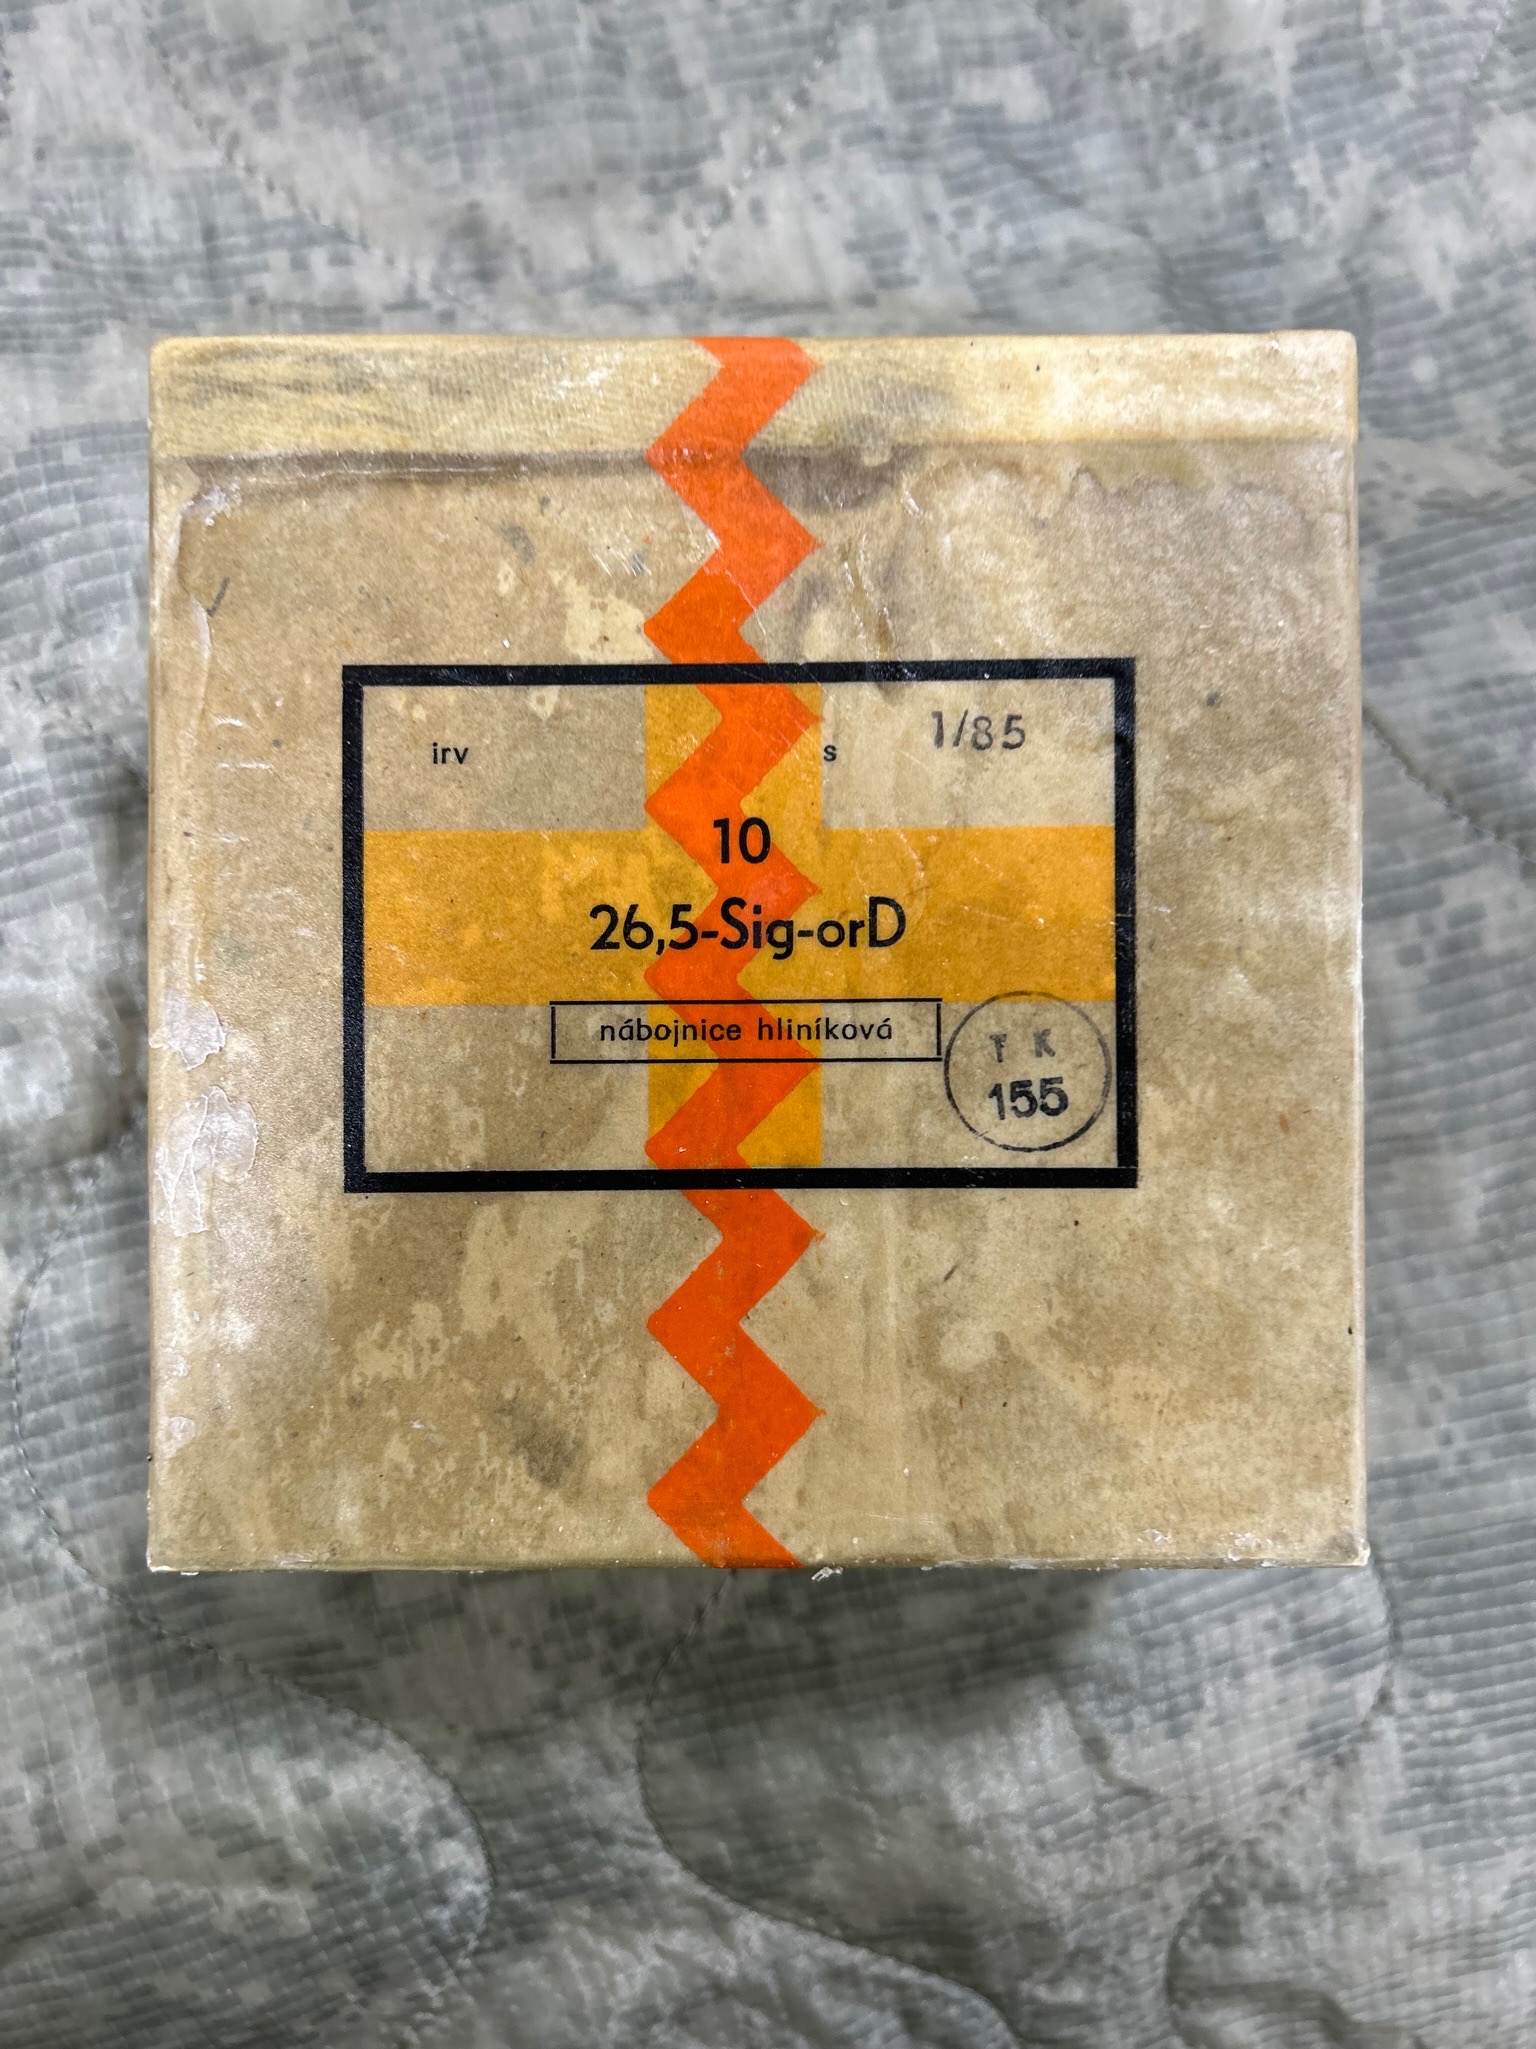 irv s 1/85
10
26,5-Sig-orD
nábojnice hliníková
T K
155